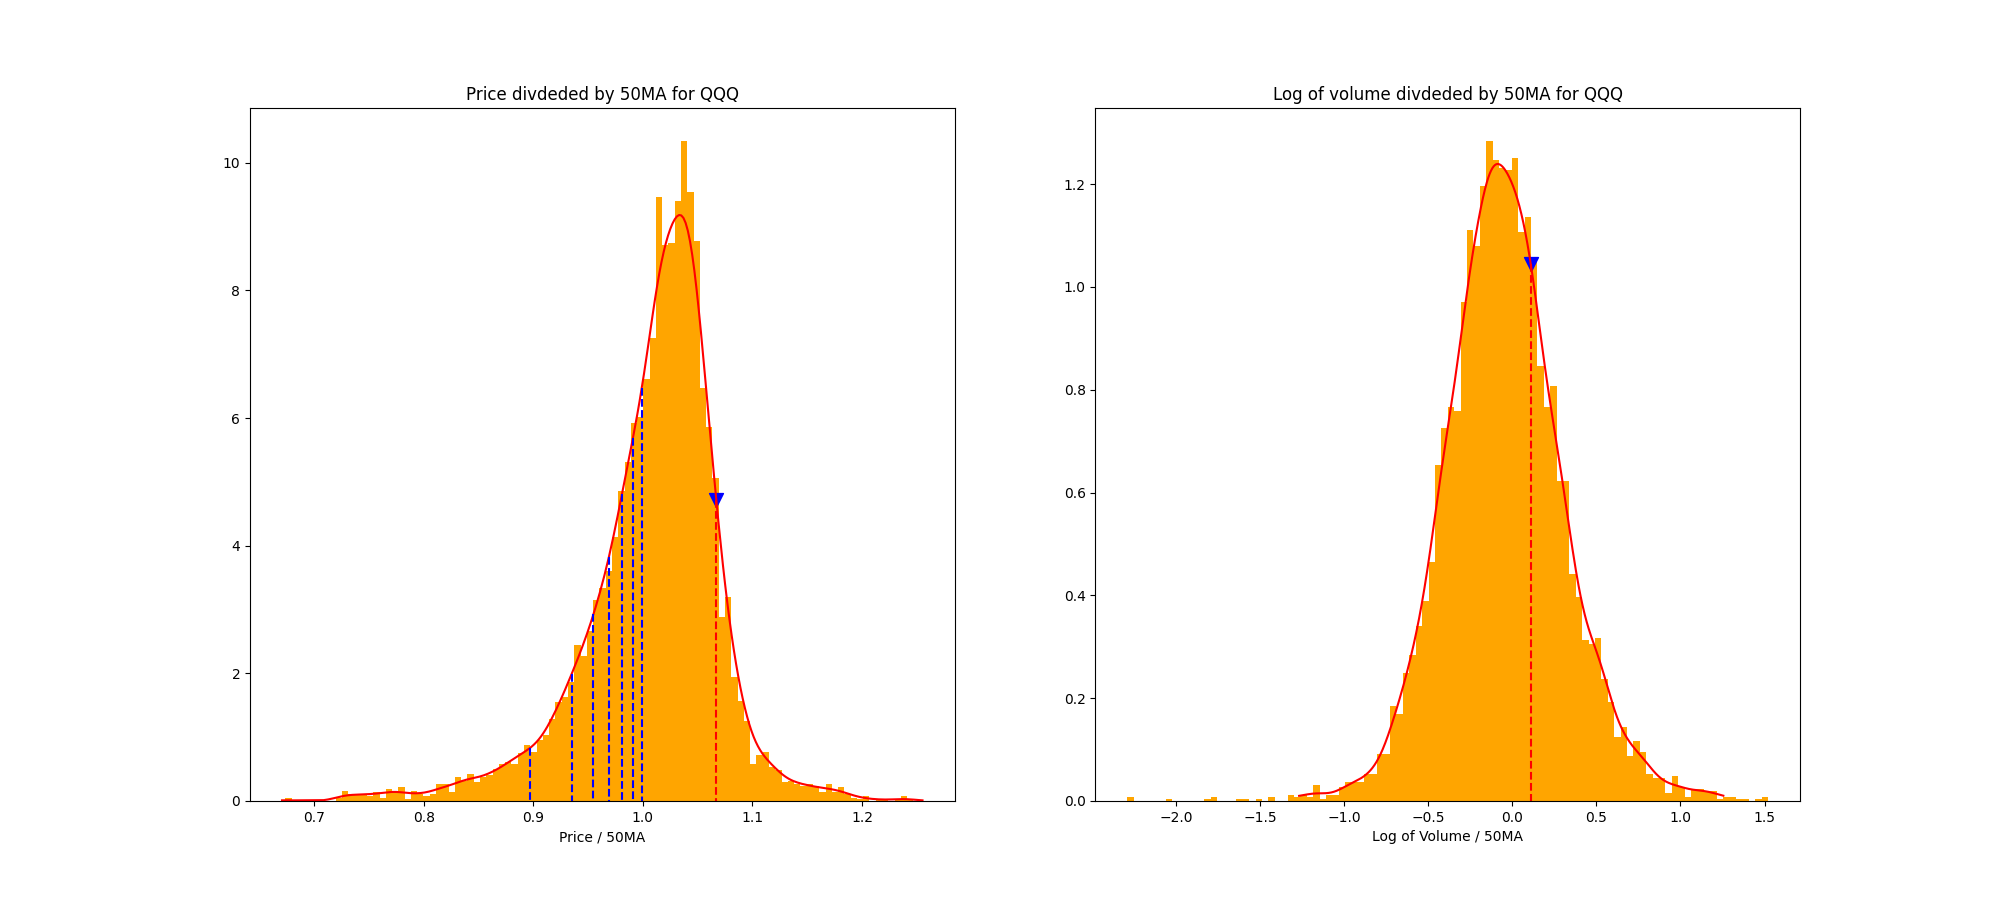 Price divdeded by 50MA for QQQ
10
8
6
4
2
0
0.7 0.8 0.9 1.0 1.1 1.2
Price / 50MA
Log of volume divdeded by 50MA for QQQ
1.2
1.0
0.8
0.6
0.4
0.2
0.0
−2.0 −1.5 −1.0 −0.5 0.0 0.5 1.0 1.5
Log of Volume / 50MA